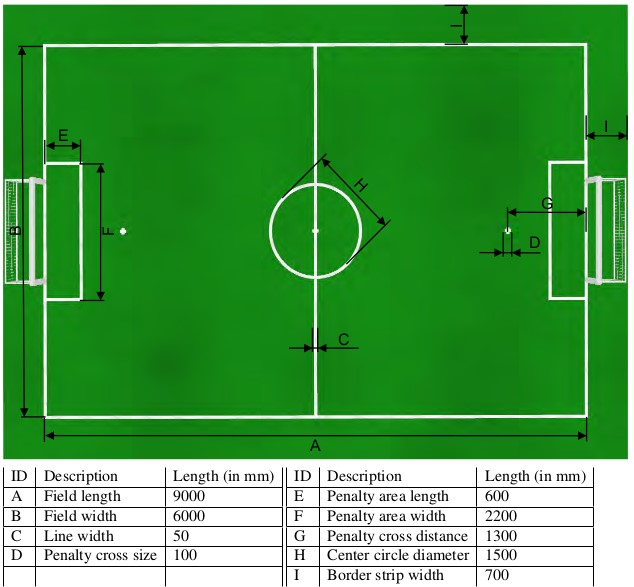 I
E
I
H
G
B
F
D
C
A
ID Description Length (in mm) ID Description Length (in mm)
A Field length 9000 E Penalty area length 600
B Field width 6000 F Penalty area width 2200
C Line width 50 G Penalty cross distance 1300
D Penalty cross size 100 H Center circle diameter 1500
I Border strip width 700